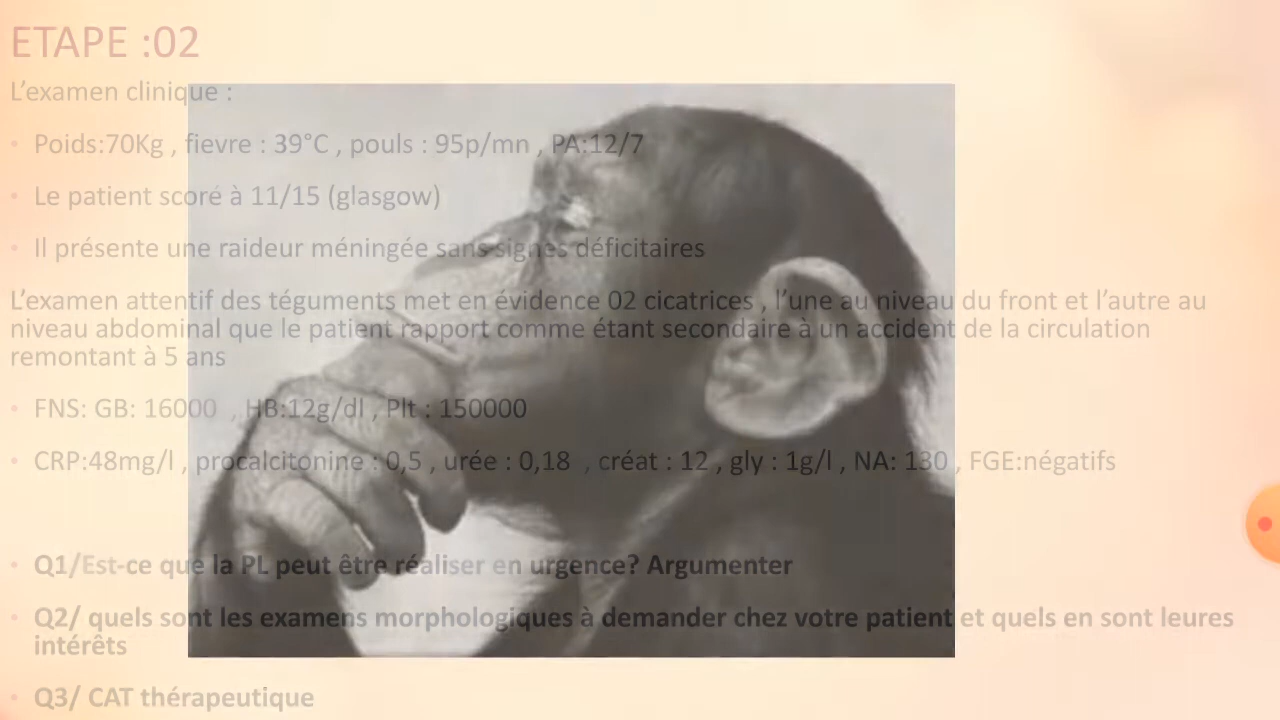 ETAPE :02
L’examen clinique :
• Poids:70Kg , fievre : 39°C , pouls : 95p/mn , PA:12/7
• Le patient scoré à 11/15 (glasgow)
• Il présente une raideur méningée sans signes déficitaires
L’examen attentif des téguments met en évidence 02 cicatrices , l’une au niveau du front et l’autre au
niveau abdominal que le patient rapport comme étant secondaire à un accident de la circulation
remontant à 5 ans
• FNS: GB: 16000 , HB:12g/dl , Plt : 150000
• CRP:48mg/l , procalcitonine : 0,5 , urée : 0,18 , créat : 12 , gly : 1g/l , NA: 130 , FGE:négatifs
• Q1/Est-ce que la PL peut être réaliser en urgence? Argumenter
• Q2/ quels sont les examens morphologiques à demander chez votre patient et quels en sont leures
intérêts
• Q3/ CAT thérapeutique